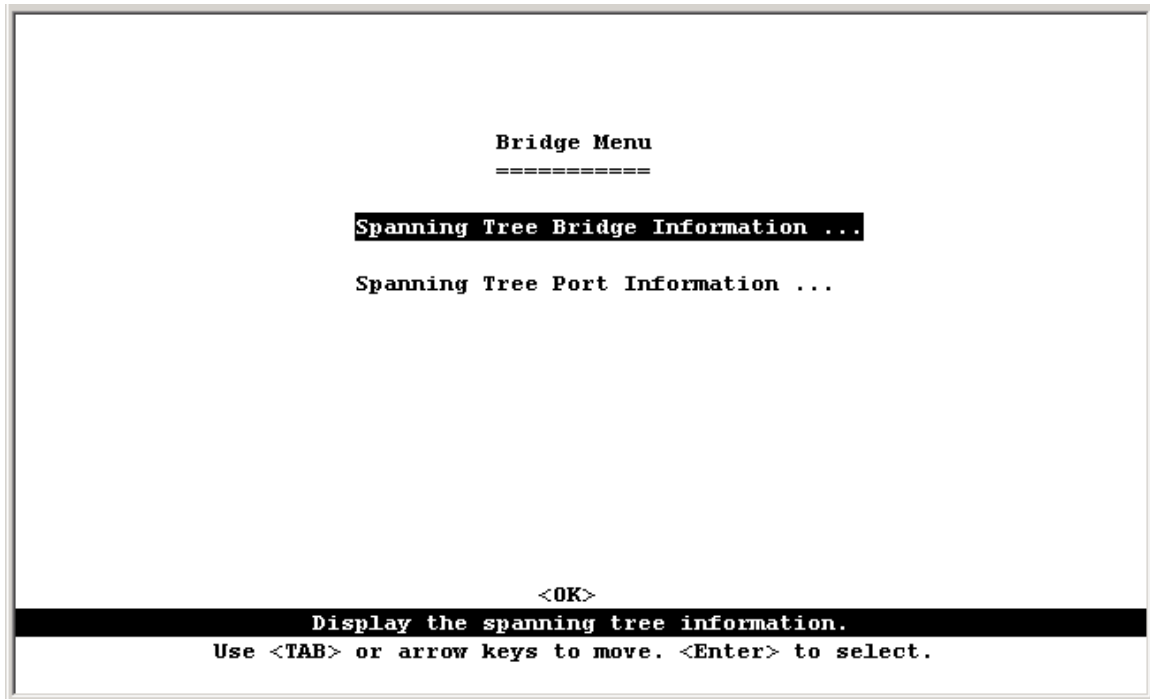 Bridge Menu
===========
Spanning Tree Bridge Information ...
Spanning Tree Port Information ...
<OK>
Display the spanning tree information.
Use <TAB> or arrow keys to move. <Enter> to select.